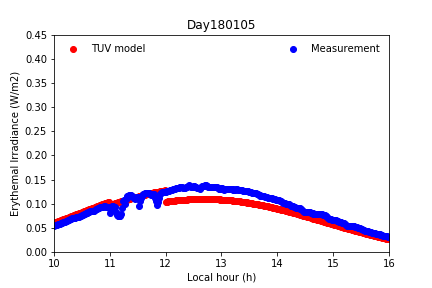 Day180105
TUV model
Measurement
Erythemal Irradiance (W/m2)
0.45
0.40
0.35
0.30
0.25
0.20
0.15
0.10
0.05
0.00
10 11 12 13 14 15 16
Local hour (h)